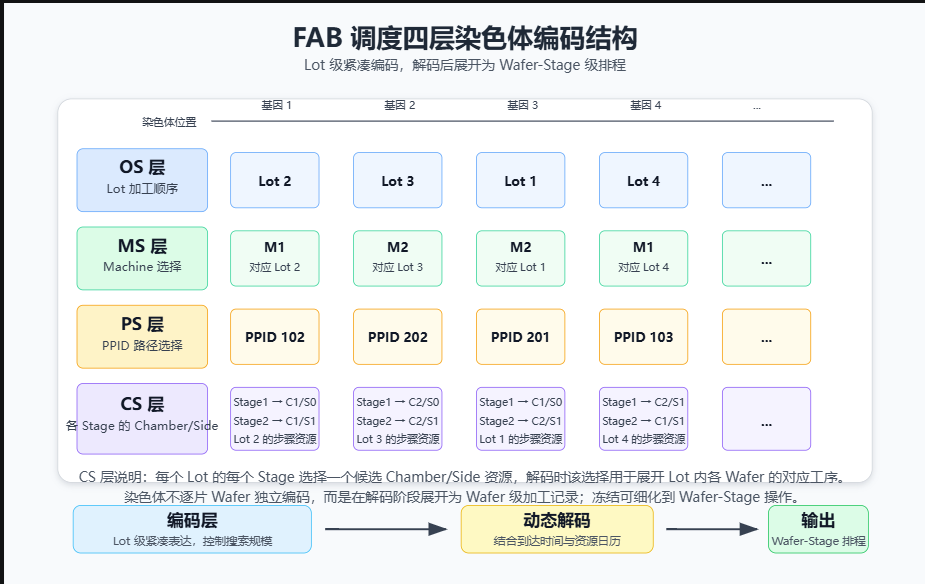 FAB 调度四层染色体编码结构
Lot 级紧凑编码，解码后展开为 Wafer-Stage 级排程
基因 1 基因 2 基因 3 基因 4 ...
染色体位置
OS 层
Lot 加工顺序
Lot 2 Lot 3 Lot 1 Lot 4 ...
MS 层
Machine 选择
M1 M2 M2 M1
对应 Lot 2 对应 Lot 3 对应 Lot 1 对应 Lot 4 ...
PS 层
PPID 路径选择
PPID 102 PPID 202 PPID 201 PPID 103 ...
CS 层
各 Stage 的 Chamber/Side
Stage1 → C1/S0 Stage1 → C2/S0 Stage1 → C1/S0 Stage1 → C2/S1
Stage2 → C1/S1 Stage2 → C2/S1 Stage2 → C2/S1 Stage2 → C1/S1 ...
Lot 2 的步骤资源 Lot 3 的步骤资源 Lot 1 的步骤资源 Lot 4 的步骤资源
CS 层说明：每个 Lot 的每个 Stage 选择一个候选 Chamber/Side 资源，解码时该选择用于展开 Lot 内各 Wafer 的对应工序。
染色体不逐片 Wafer 独立编码，而是在解码阶段展开为 Wafer 级加工记录；冻结可细化到 Wafer-Stage 操作。
编码层
Lot 级紧凑表达，控制搜索规模
动态解码
结合到达时间与资源日历
输出
Wafer-Stage 排程